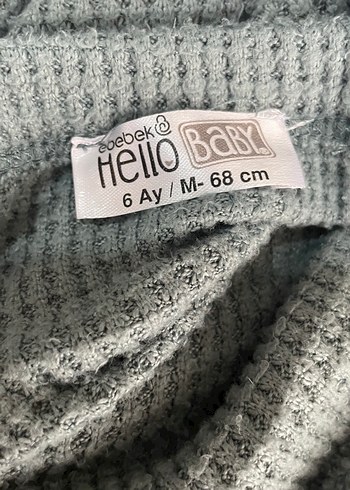 ebebek
Hello BaBY
6 Ay / M- 68 cm